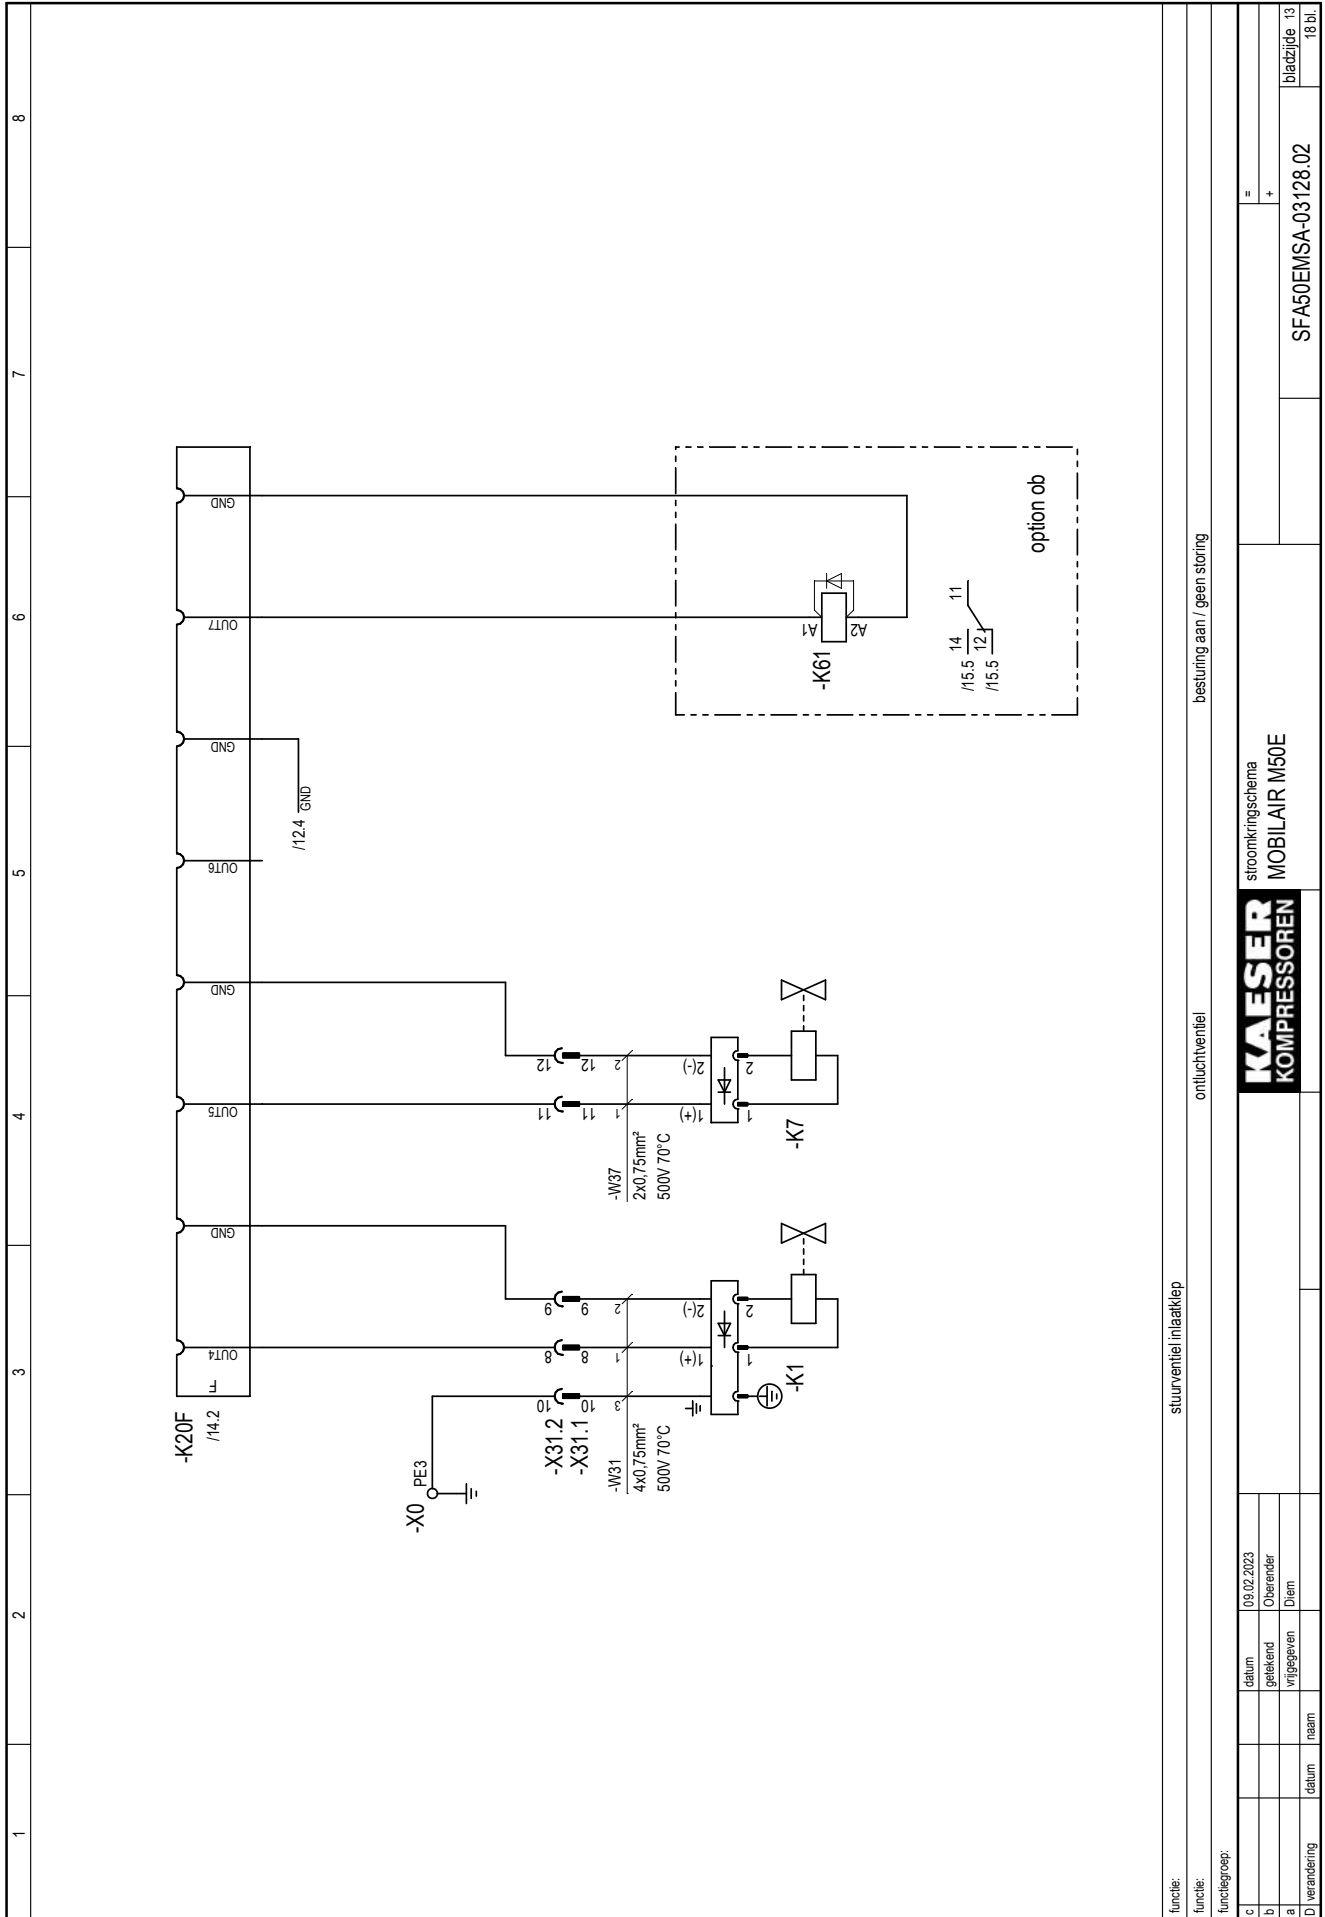 1 2 3 4 5 6 7 8
-K20F
/14.2
F
OUT4 GND OUT5 GND OUT6 GND OUT7 GND
/12.4 GND
-X0 PE3
-X31.2 10 8 9 11 12
-X31.1 10 8 9 11 12
-W31 3 1 2
4x0,75mm²
500V 70°C
-W37 1 2
2x0,75mm²
500V 70°C
1(+) 2(-) 1(+) 2(-)
1 2 1 2
-K1
-K7
-K61
A1
A2
/15.5 14 11
/15.5 12
option ob
functie: stuurventiel inlaatklep
functie: ontluchtventiel besturing aan / geen storing
functiegroep:
c datum 09.02.2023
b getekend Oberender
a vrijgegeven Diem
D verandering datum naam
KAESER
KOMPRESSOREN
stroomkringschema
MOBILAIR M50E
=
+
SFA50EMSA-03128.02
bladzijde 13
18 bl.